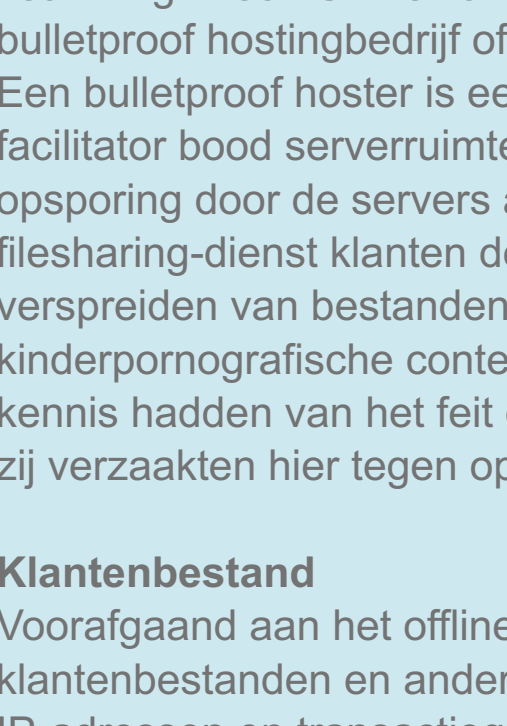 bulletproof hostingbedrijf of
Een bulletproof hoster is ee
facilitator bood serverruimte
opsporing door de servers a
filesharing-dienst klanten de
verspreiden van bestanden
kinderpornografische conte
kennis hadden van het feit
zij verzaakten hier tegen op
Klantenbestand
Voorafgaand aan het offline
klantenbestanden en ander